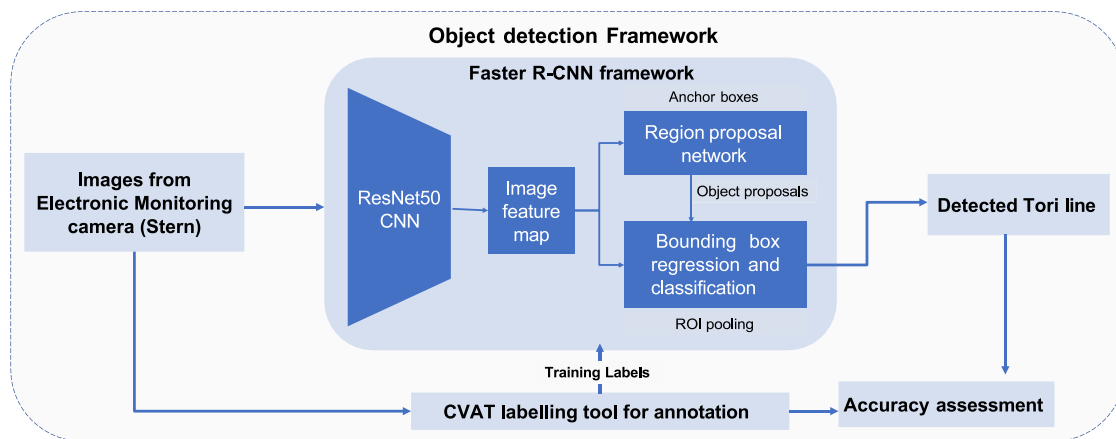 Object detection Framework
Faster R-CNN framework
Anchor boxes
Region proposal
network
Images from
Electronic Monitoring
camera (Stern)
ResNet50
CNN
Image
feature
map
Object proposals
Detected Tori line
Bounding box
regression and
classification
ROI pooling
Training Labels
CVAT labelling tool for annotation
Accuracy assessment